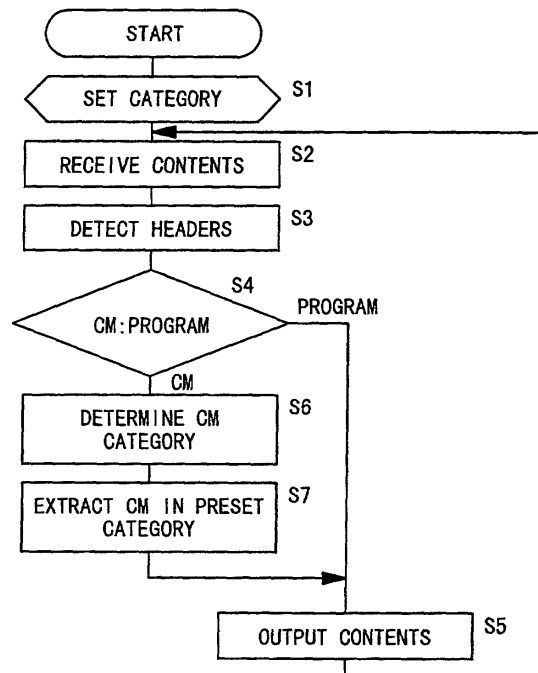 START
SET CATEGORY
S1
RECEIVE CONTENTS
S2
DETECT HEADERS
S3
S4
CM:PROGRAM
PROGRAM
CM
DETERMINE CM
CATEGORY
S6
EXTRACT CM IN PRESET
CATEGORY
S7
OUTPUT CONTENTS
S5